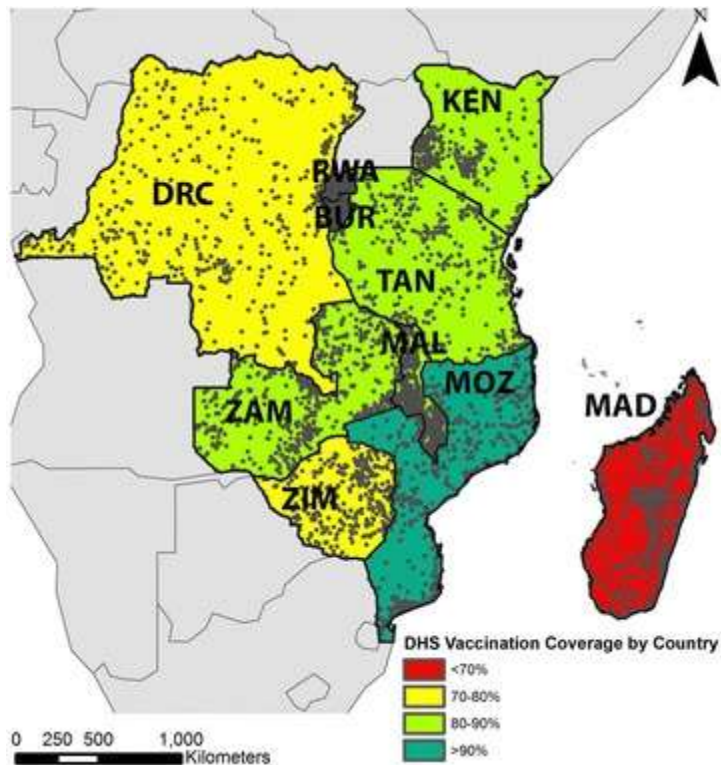 N
KEN
RWA
DRC
BUR
TAN
MAL
MOZ
ZAM
MAD
ZIM
DHS Vaccination Coverage by Country
<70%
70-80%
80-90%
>90%
0 250 500 1,000
Kilometers